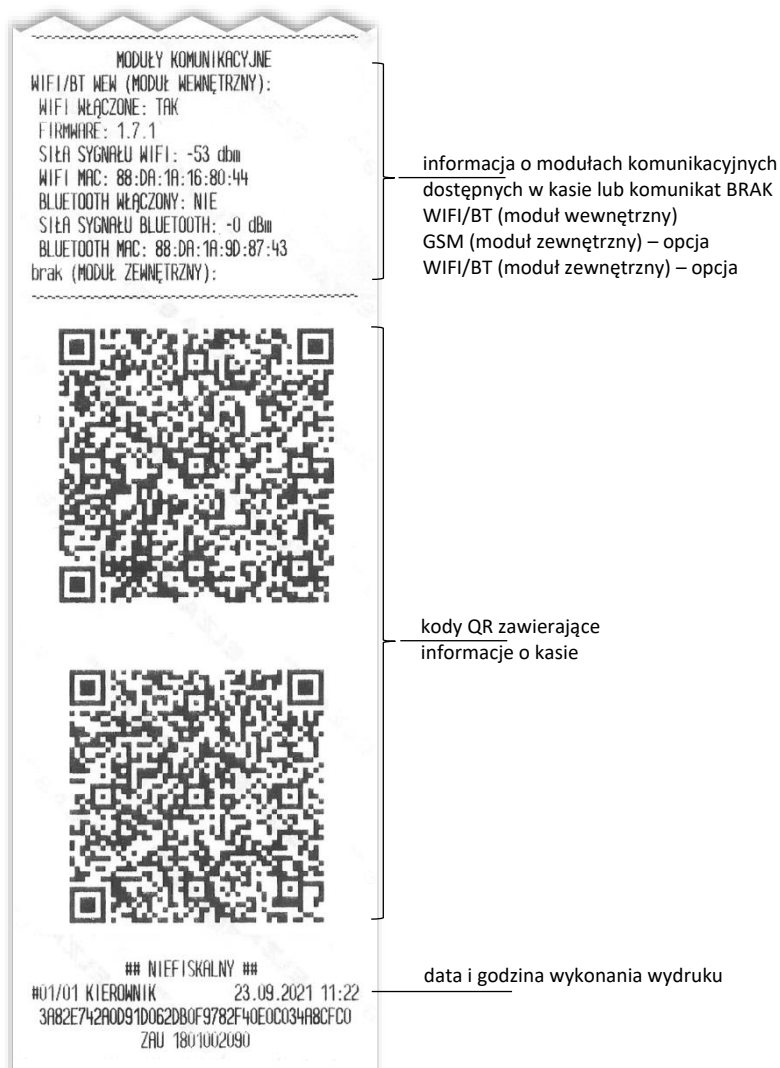 MODUŁY KOMUNIKACYJNE
WIFI/BT WEW (MODUŁ WEWNĘTRZNY):
WIFI WŁĄCZONE: TAK
FIRMWARE: 1.7.1
SIŁA SYGNAŁU WIFI: -53 dbm
WIFI MAC: 88:DA:1A:16:80:44
BLUETOOTH WŁĄCZONY: NIE
SIŁA SYGNAŁU BLUETOOTH: -0 dBm
BLUETOOTH MAC: 88:DA:1A:9D:87:43
brak (MODUŁ ZEWNĘTRZNY):
informacja o modułach komunikacyjnych
dostępnych w kasie lub komunikat BRAK
WIFI/BT (moduł wewnętrzny)
GSM (moduł zewnętrzny) – opcja
WIFI/BT (moduł zewnętrzny) – opcja
kody QR zawierające
informacje o kasie
## NIEFISKALNY ##
#01/01 KIEROWNIK 23.09.2021 11:22
3A82E742A0D91D062DB0F9782F40E0C034A8CFC0
ZAU 1801002090
data i godzina wykonania wydruku